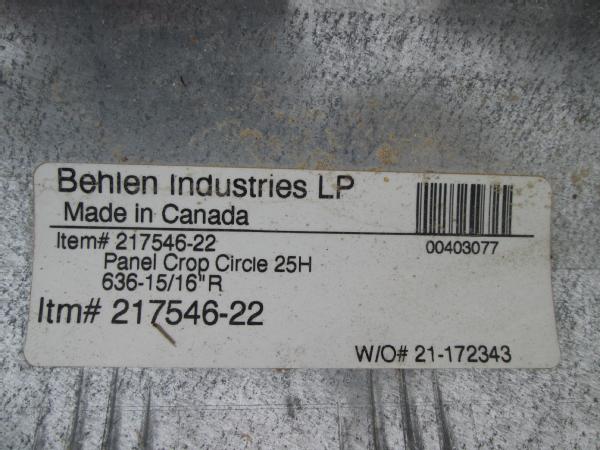 Behlen Industries LP
Made in Canada
00403077
Item# 217546-22
Panel Crop Circle 25H
636-15/16"R
Itm# 217546-22
W/O# 21-172343